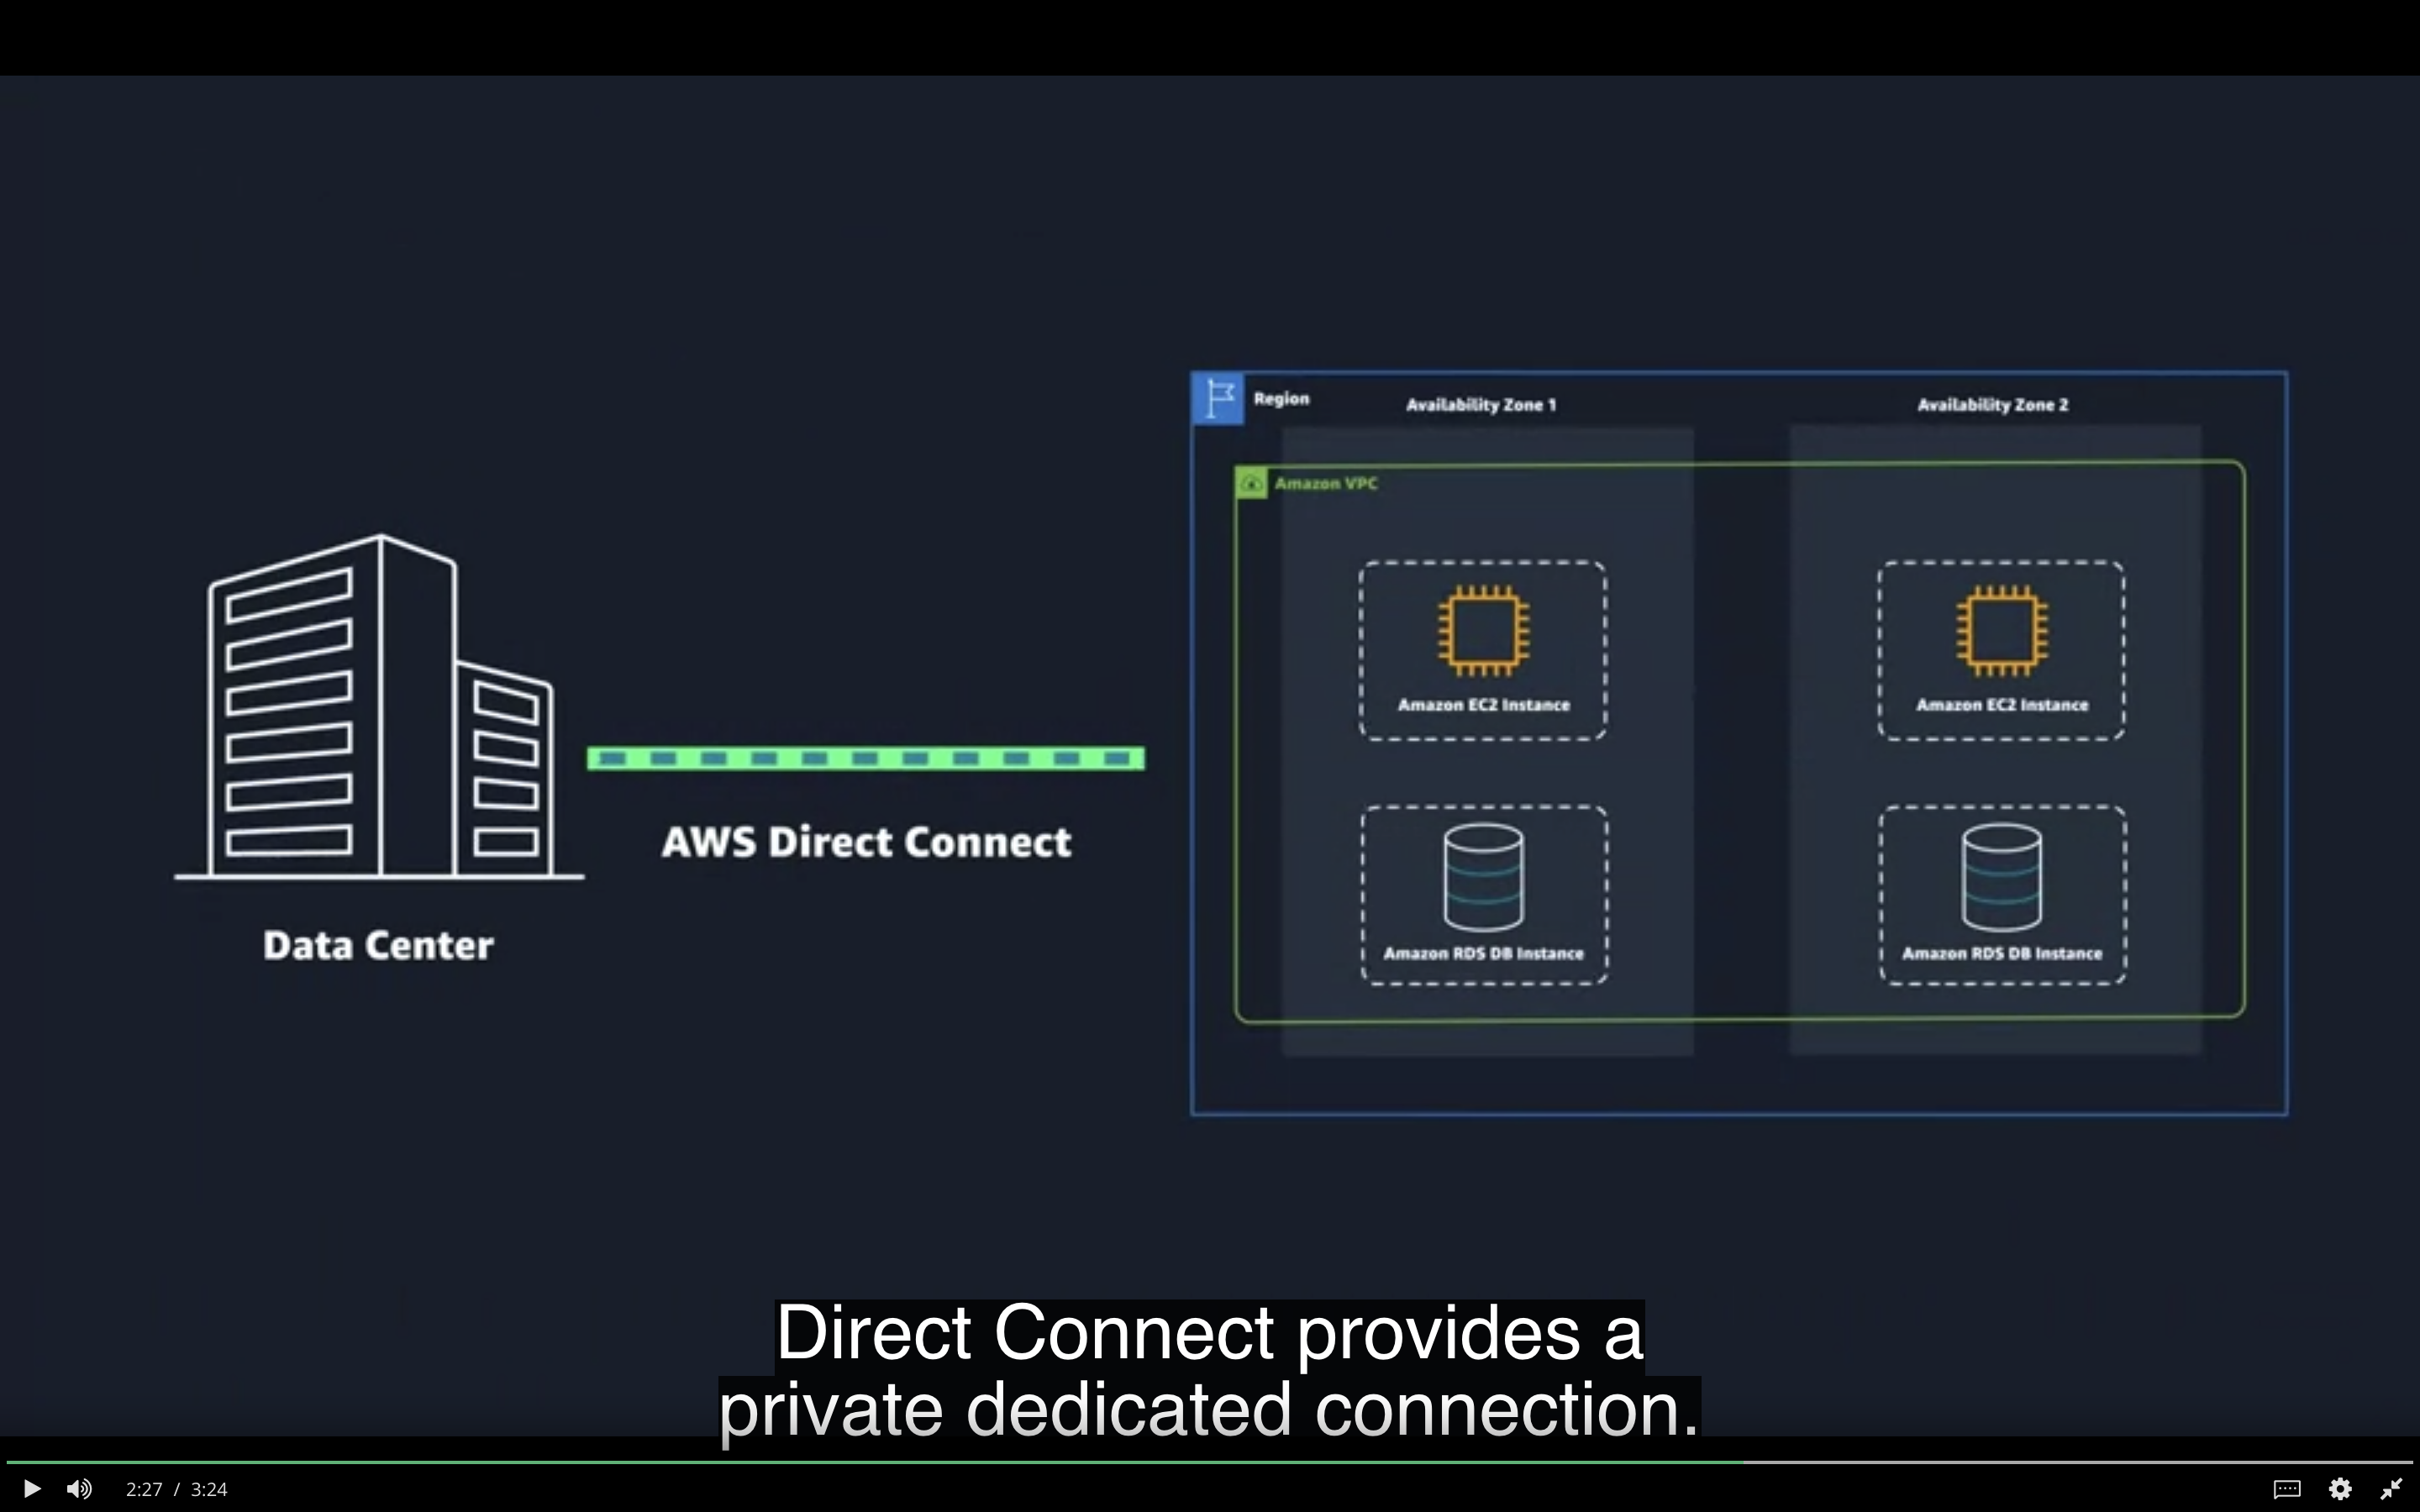 Region
Availability Zone 1
Availability Zone 2
Amazon VPC
Amazon EC2 Instance
Amazon EC2 Instance
AWS Direct Connect
Data Center
Amazon RDS DB Instance
Amazon RDS DB Instance
Direct Connect provides a
private dedicated connection.
2:27 / 3:24